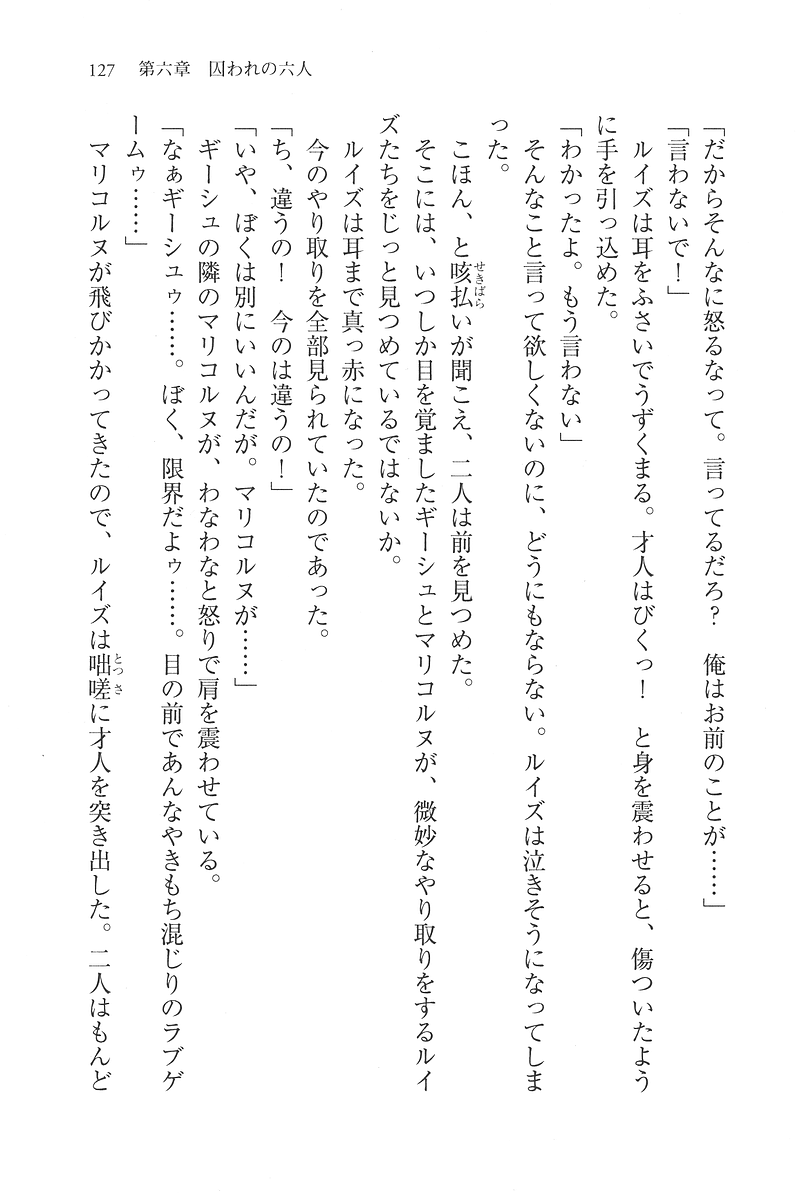 127　第六章　囚われの六人
「だからそんなに怒るなって。言ってるだろ？　俺はお前のことが……」
「言わないで！」
　ルイズは耳をふさいでうずくまる。才人はびくっ！　と身を震わせると、傷ついたよう
に手を引っ込めた。
「わかったよ。もう言わない」
　そんなこと言って欲しくないのに、どうにもならない。ルイズは泣きそうになってしま
った。
　こほん、と咳払いが聞こえ、二人は前を見つめた。
せきばら
　そこには、いつしか目を覚ましたギーシュとマリコルヌが、微妙なやり取りをするルイ
ズたちをじっと見つめているではないか。
　ルイズは耳まで真っ赤になった。
　今のやり取りを全部見られていたのであった。
「ち、違うの！　今のは違うの！」
「いや、ぼくは別にいいんだが。マリコルヌが……」
　ギーシュの隣のマリコルヌが、わなわなと怒りで肩を震わせている。
「なぁギーシュゥ……。ぼく、限界だよゥ……。目の前であんなやきもち混じりのラブゲ
ームゥ……」
　マリコルヌが飛びかかってきたので、ルイズは咄嗟に才人を突き出した。二人はもんど
とっさ